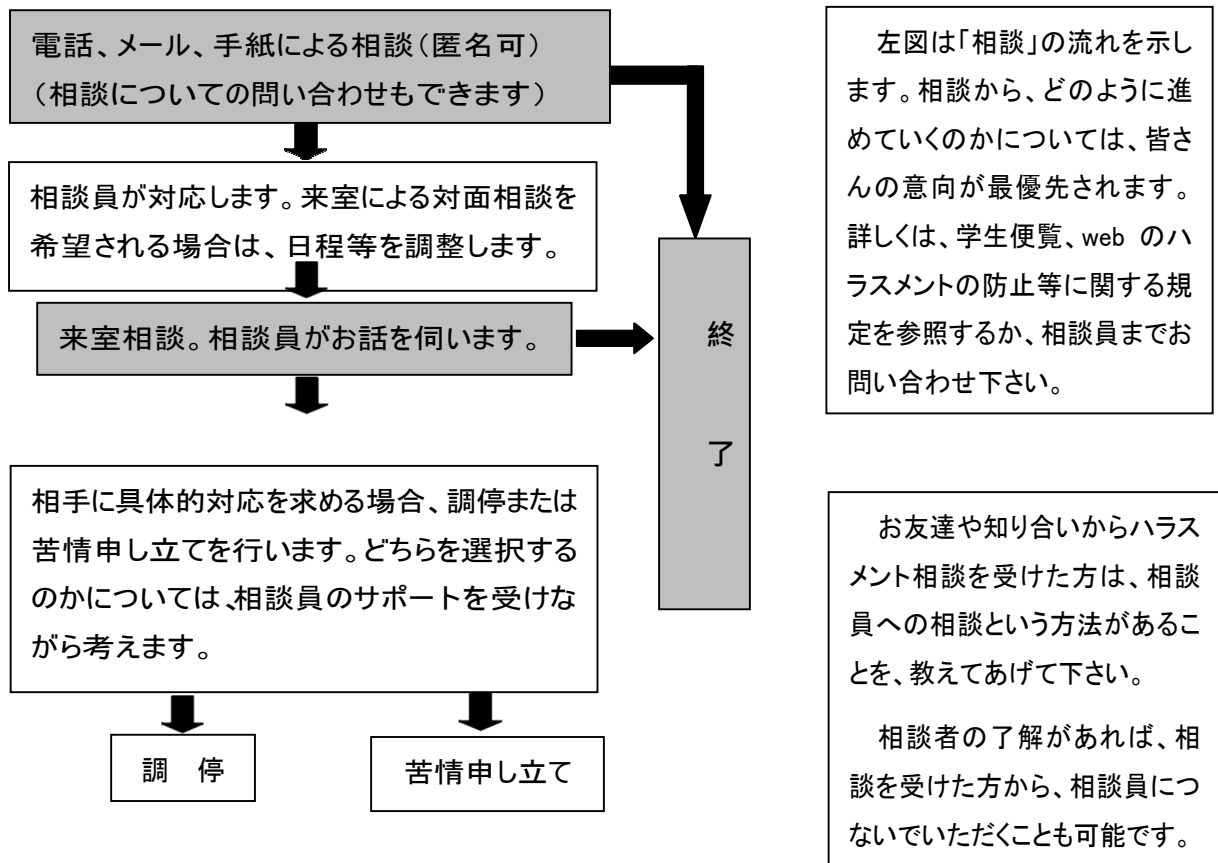 電話、メール、手紙による相談（匿名可）
（相談についての問い合わせもできます）
相談員が対応します。来室による対面相談を
希望される場合は、日程等を調整します。
来室相談。相談員がお話を伺います。
終
了
相手に具体的対応を求める場合、調停または
苦情申し立てを行います。どちらを選択する
のかについては、相談員のサポートを受けな
がら考えます。
調　停
苦情申し立て
左図は「相談」の流れを示し
ます。相談から、どのように進
めていくのかについては、皆さ
んの意向が最優先されます。
詳しくは、学生便覧、web のハ
ラスメントの防止等に関する規
定を参照するか、相談員までお
問い合わせ下さい。
お友達や知り合いからハラス
メント相談を受けた方は、相談
員への相談という方法があるこ
とを、教えてあげて下さい。
相談者の了解があれば、相
談を受けた方から、相談員につ
ないでいただくことも可能です。